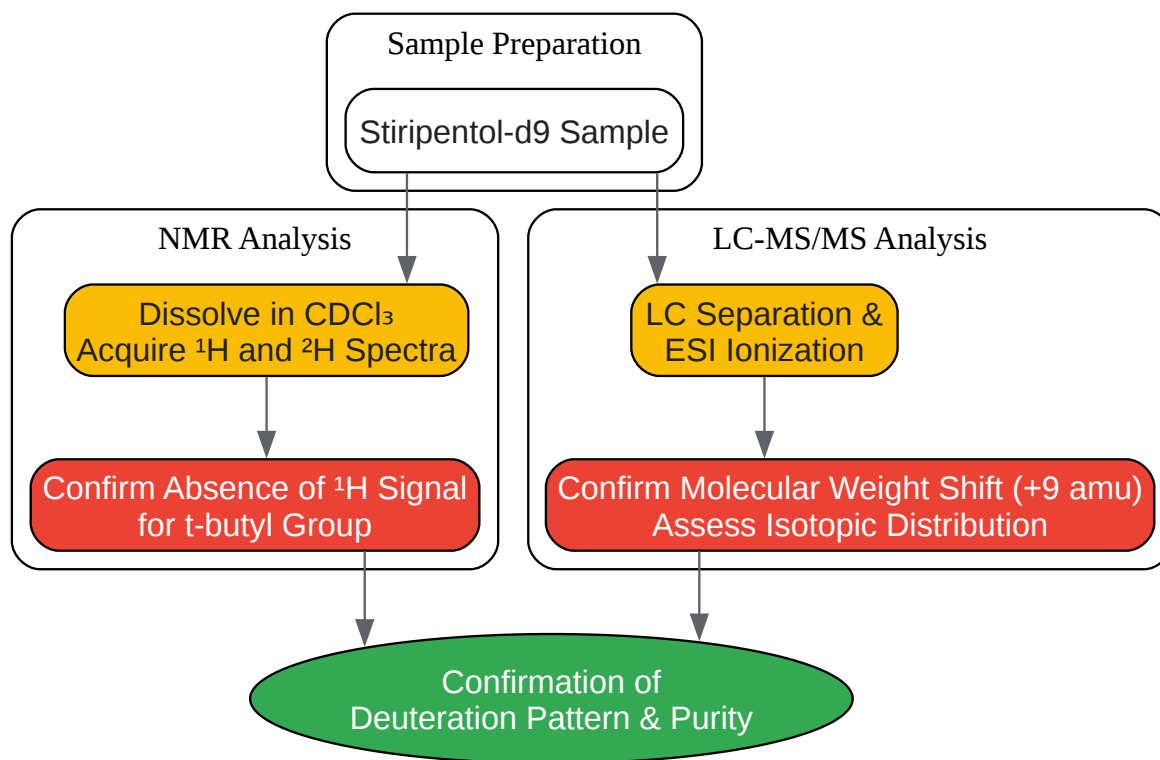 Sample Preparation
Stiripentol-d9 Sample
NMR Analysis
Dissolve in CDCl₃
Acquire ¹H and ²H Spectra
Confirm Absence of ¹H Signal
for t-butyl Group
LC-MS/MS Analysis
LC Separation &
ESI Ionization
Confirm Molecular Weight Shift (+9 amu)
Assess Isotopic Distribution
Confirmation of
Deuteration Pattern & Purity